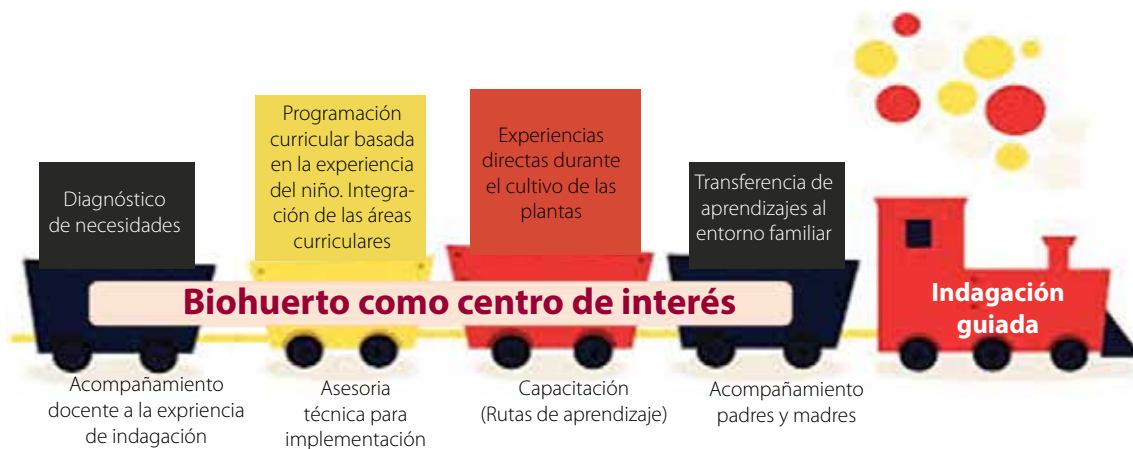 Diagnóstico
de necesidades
Programación
curricular basada
en la experiencia
del niño. Integra-
ción de las áreas
curriculares
Experiencias
directas durante
el cultivo de las
plantas
Transferencia de
aprendizajes al
entorno familiar
Biohuerto como centro de interés
Indagación
guiada
Acompañamiento
docente a la expriencia
de indagación
Asesoria
técnica para
implementación
Capacitación
(Rutas de aprendizaje)
Acompañamiento
padres y madres